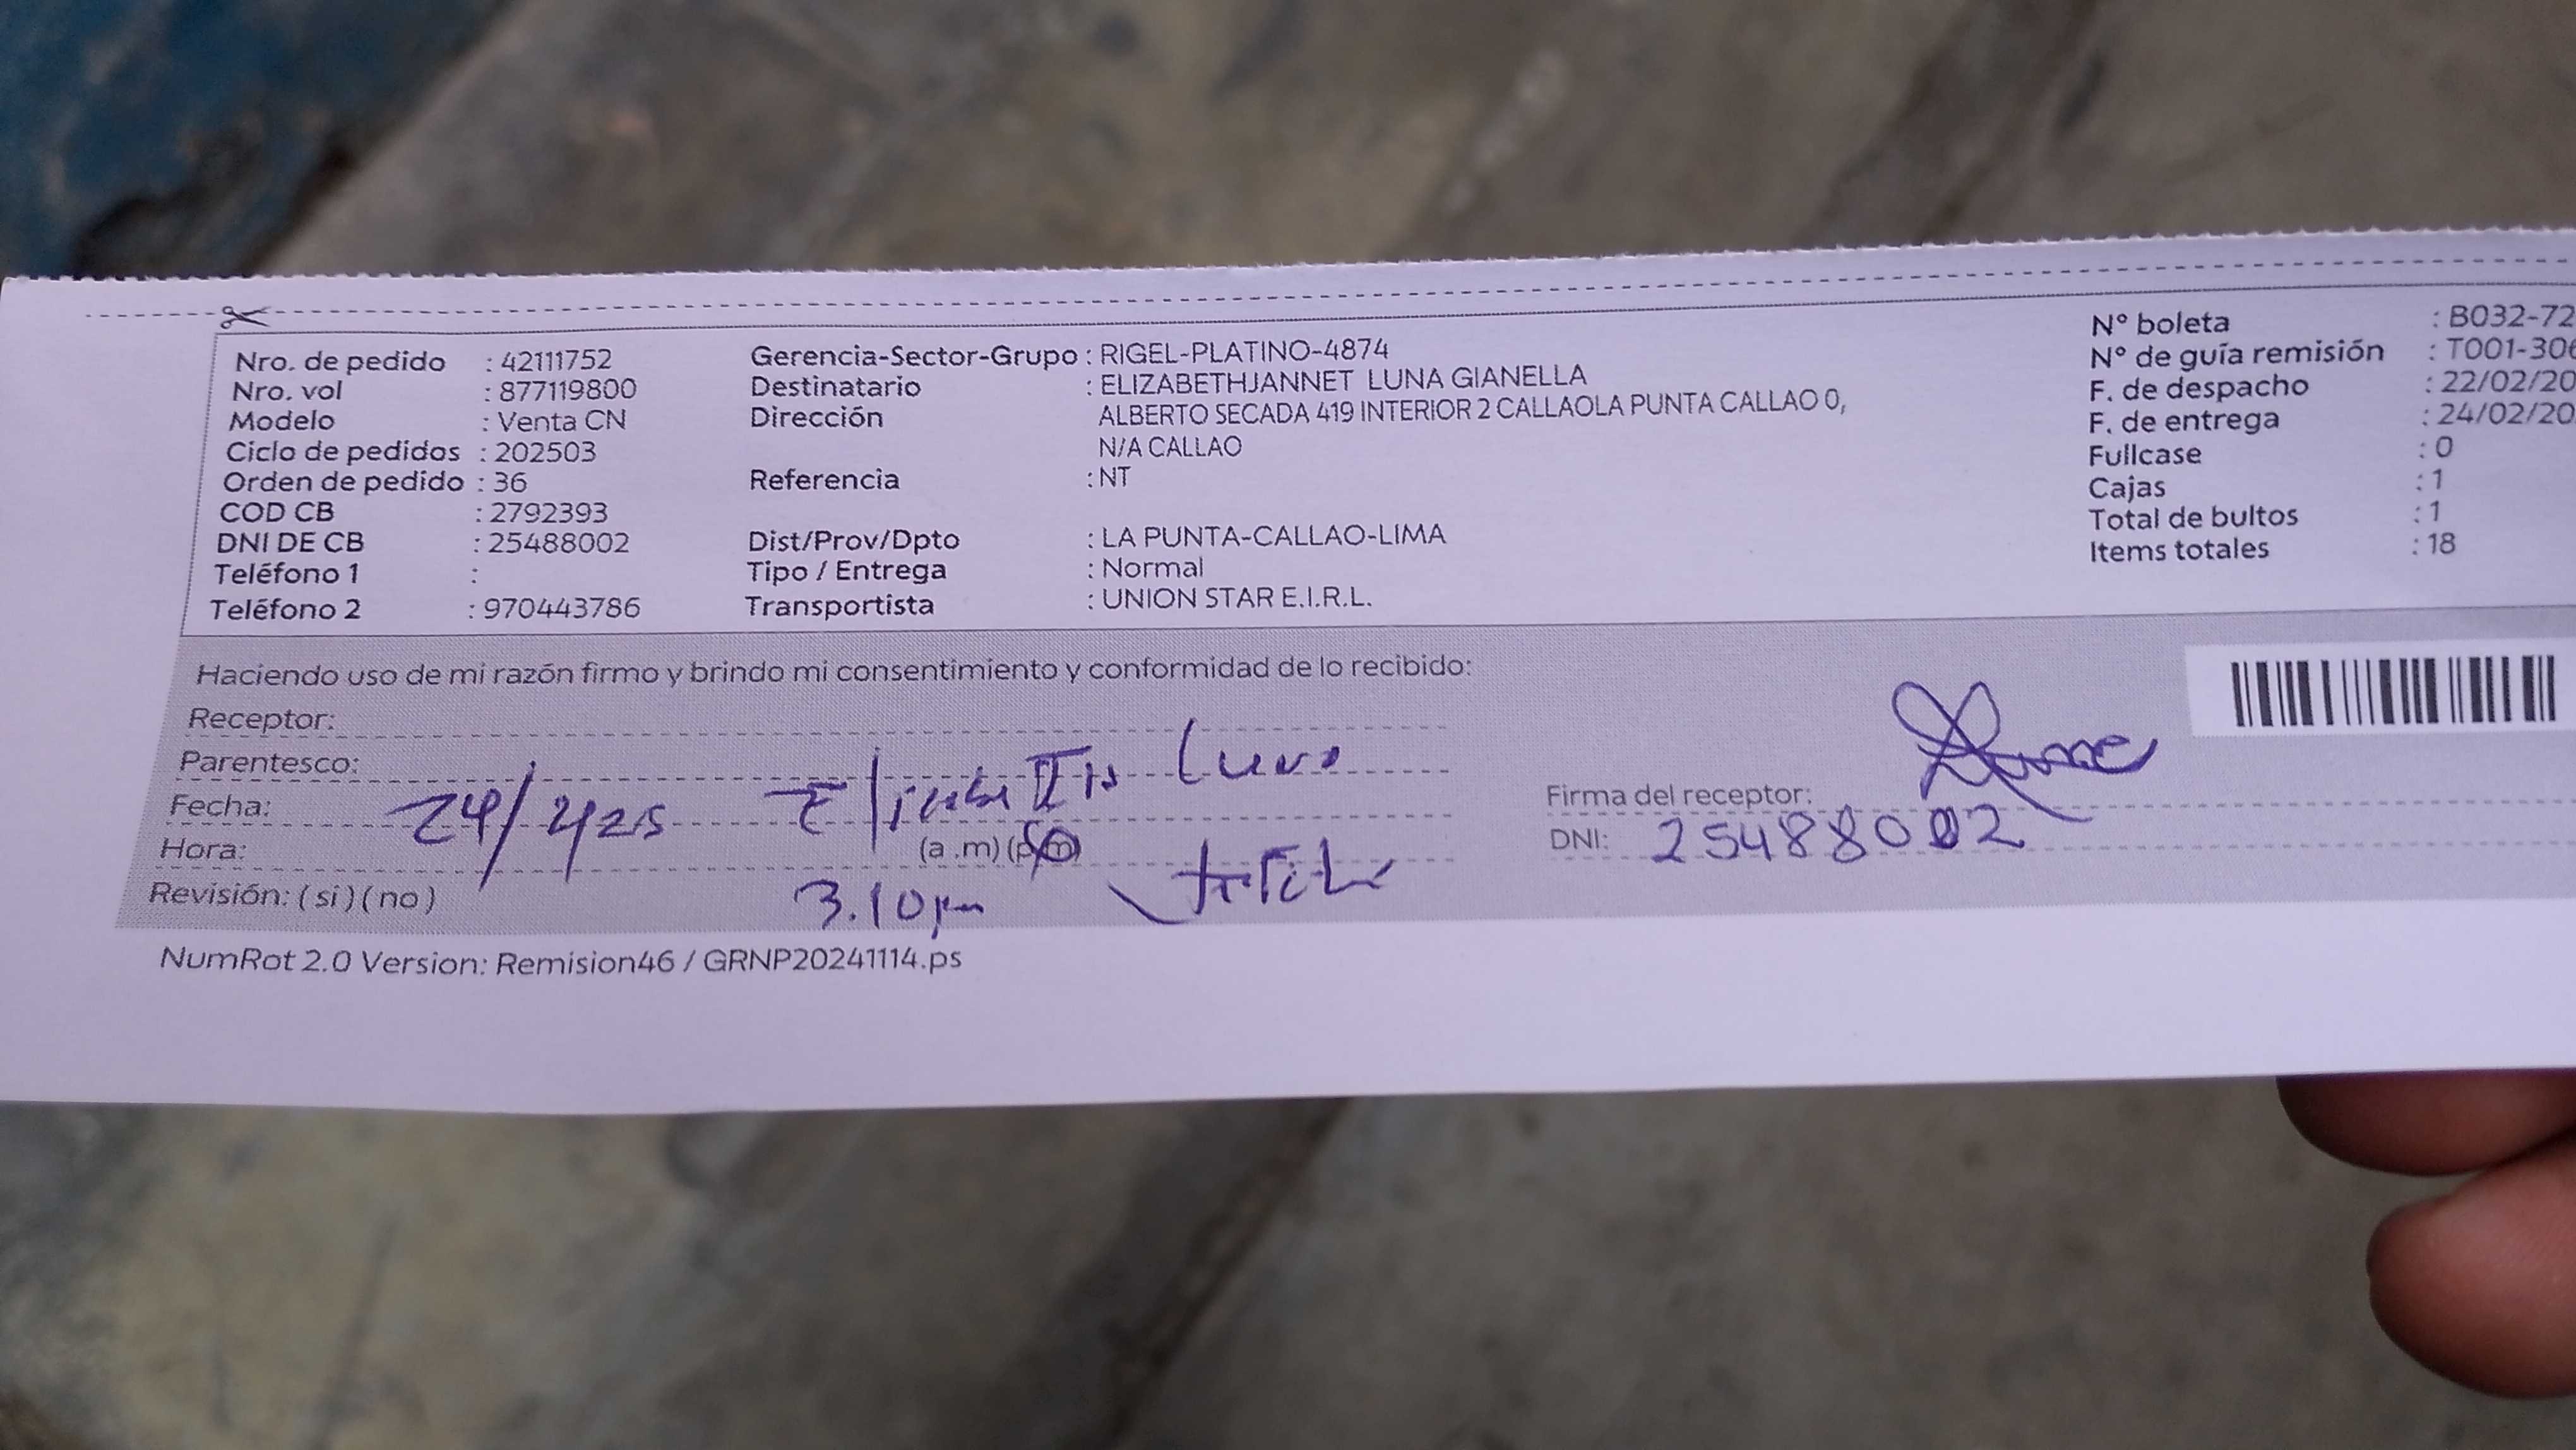 Nro. de pedido : 42111752
Nro. vol : 877119800
Modelo : Venta CN
Ciclo de pedidos : 202503
Orden de pedido : 36
COD CB : 2792393
DNI DE CB : 25488002
Teléfono 1 :
Teléfono 2 : 970443786
Gerencia-Sector-Grupo : RIGEL-PLATINO-4874
Destinatario : ELIZABETHJANNET LUNA GIANELLA
Dirección ALBERTO SECADA 419 INTERIOR 2 CALLAOLA PUNTA CALLAO 0,
N/A CALLAO
Referencia : NT
Dist/Prov/Dpto : LA PUNTA-CALLAO-LIMA
Tipo / Entrega : Normal
Transportista : UNION STAR E.I.R.L.
N° boleta : B032-72
N° de guía remisión : T001-306
F. de despacho : 22/02/20
F. de entrega : 24/02/20
Fullcase : 0
Cajas : 1
Total de bultos : 1
Items totales : 18
Haciendo uso de mi razón firmo y brindo mi consentimiento y conformidad de lo recibido:
Receptor:
Parentesco: Luna
Fecha: 24/
Hora: (a .m) (p.m)
Revisión: ( si ) ( no ) 3.10pm
Firma del receptor:
DNI: 25488002
NumRot 2.0 Version: Remision46 / GRNP20241114.ps